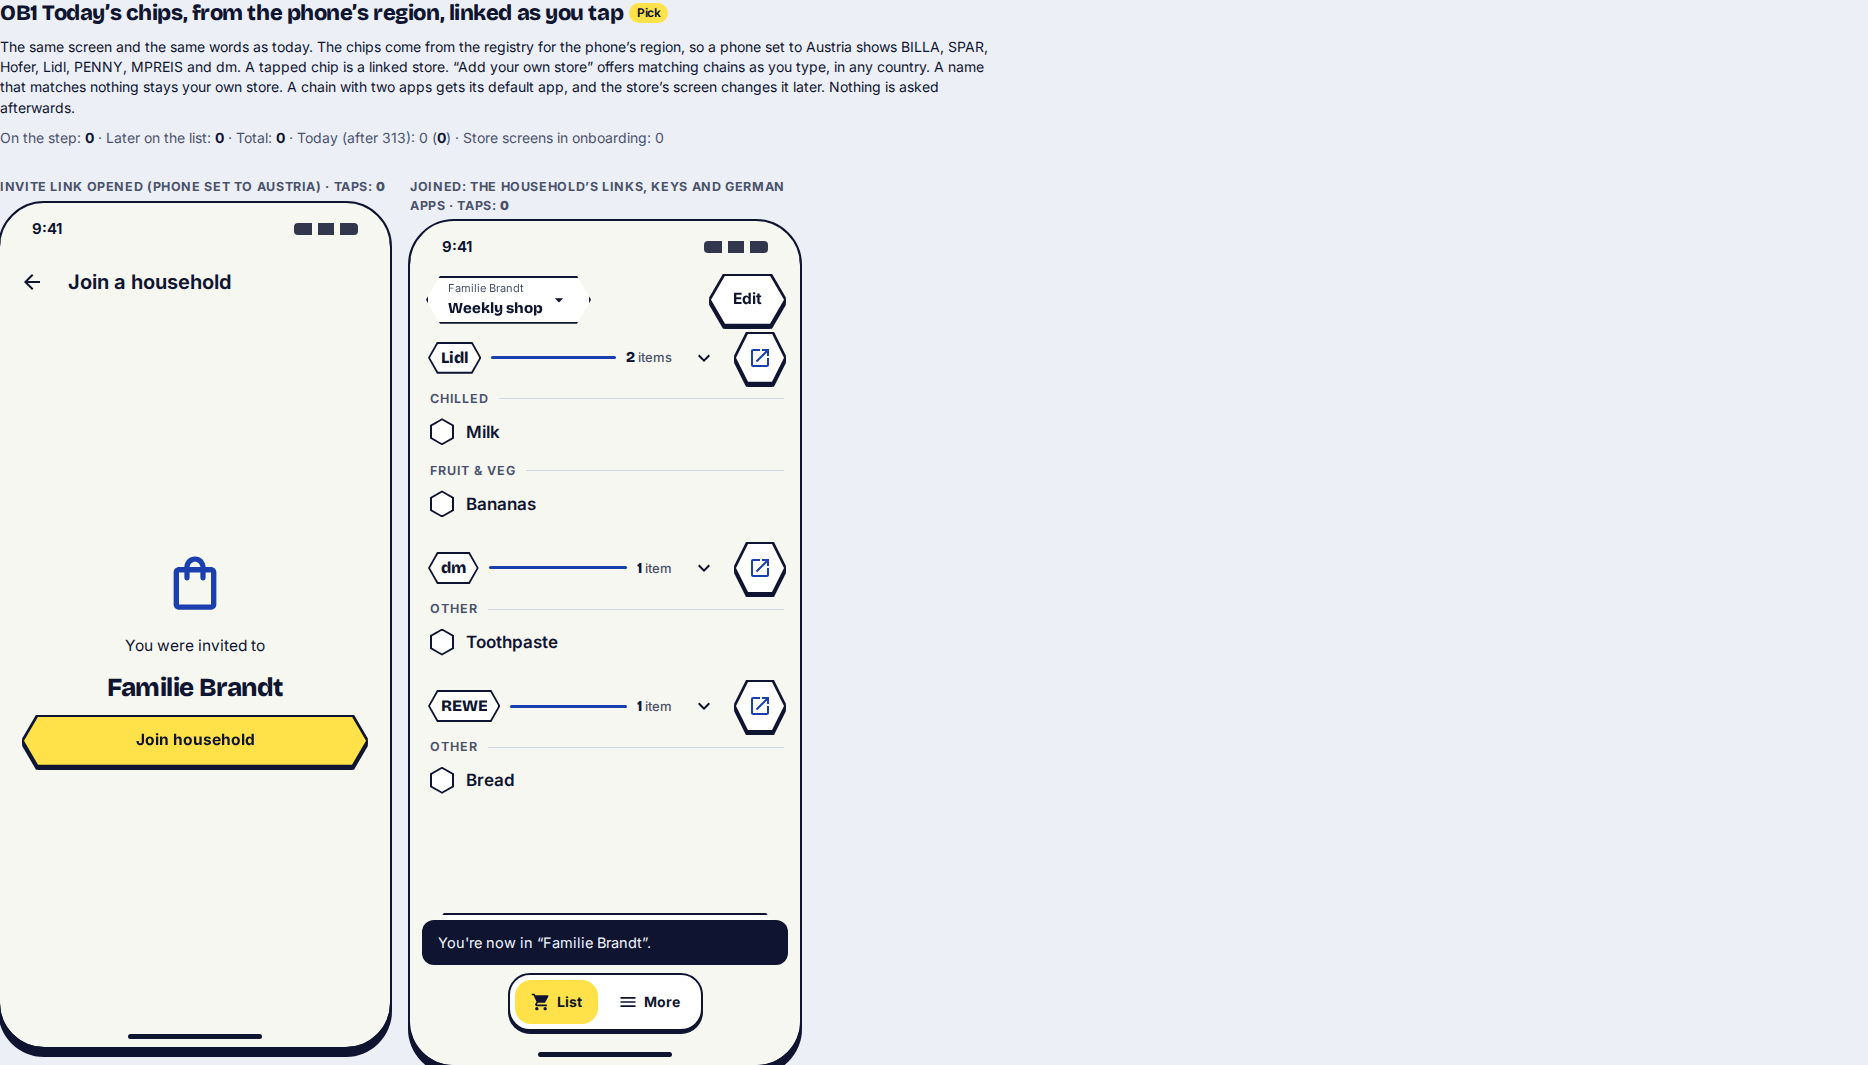 OB1 Today’s chips, from the phone’s region, linked as you tap Pick
The same screen and the same words as today. The chips come from the registry for the phone’s region, so a phone set to Austria shows BILLA, SPAR,
Hofer, Lidl, PENNY, MPREIS and dm. A tapped chip is a linked store. “Add your own store” offers matching chains as you type, in any country. A name
that matches nothing stays your own store. A chain with two apps gets its default app, and the store’s screen changes it later. Nothing is asked
afterwards.
On the step: 0 · Later on the list: 0 · Total: 0 · Today (after 313): 0 (0) · Store screens in onboarding: 0
INVITE LINK OPENED (PHONE SET TO AUSTRIA) · TAPS: 0
9:41
Join a household
You were invited to
Familie Brandt
Join household
JOINED: THE HOUSEHOLD’S LINKS, KEYS AND GERMAN
APPS · TAPS: 0
9:41
Familie Brandt
Weekly shop
Edit
Lidl 2 items
CHILLED
Milk
FRUIT & VEG
Bananas
dm 1 item
OTHER
Toothpaste
REWE 1 item
OTHER
Bread
You're now in “Familie Brandt”.
List More